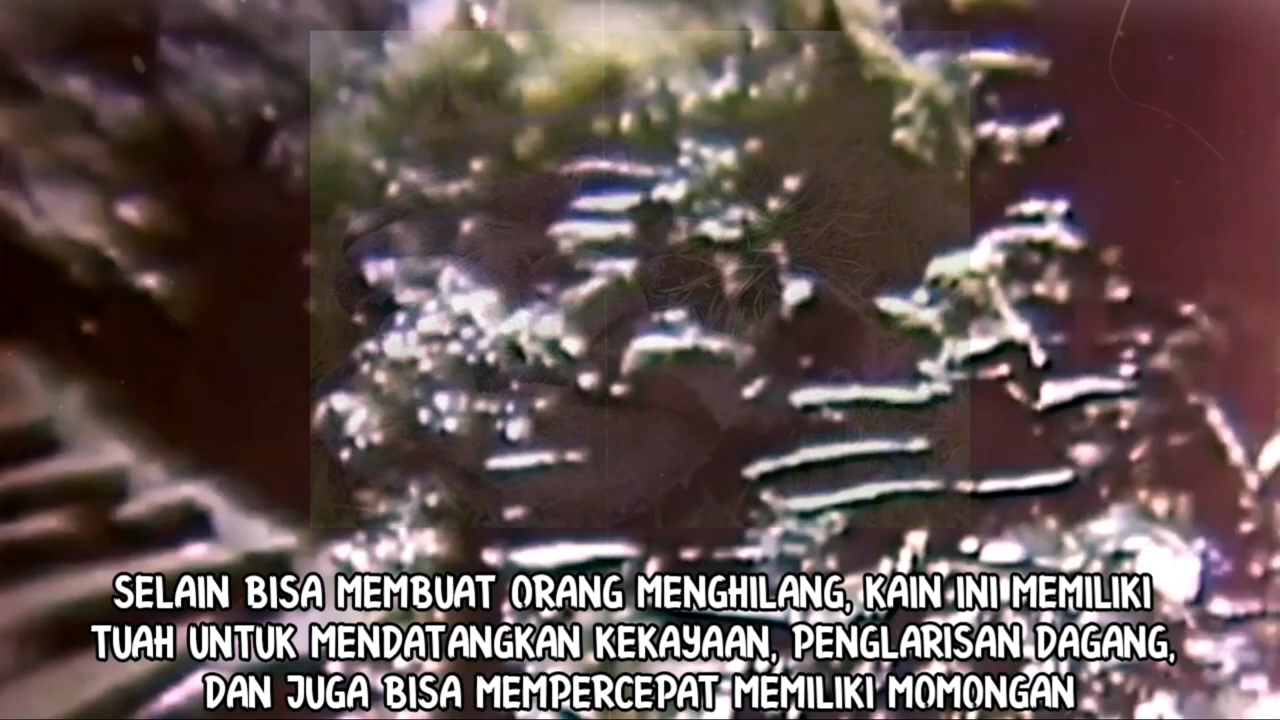 SELAIN BISA MEMBUAT ORANG MENGHILANG, KAIN INI MEMILIKI
TUAH UNTUK MENDATANGKAN KEKAYAAN, PENGLARISAN DAGANG,
DAN JUGA BISA MEMPERCEPAT MEMILIKI MOMONGAN